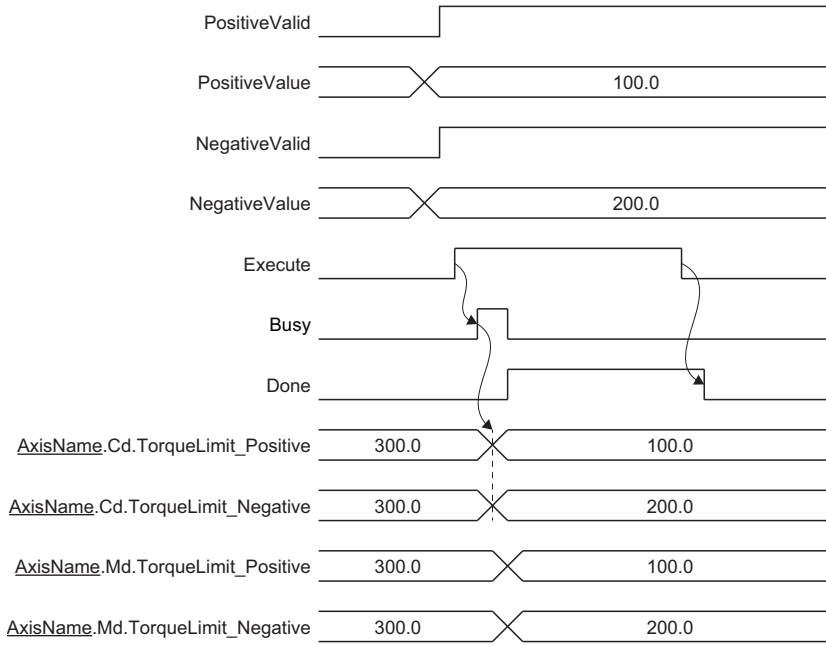 PositiveValid
PositiveValue 100.0
NegativeValid
NegativeValue 200.0
Execute
Busy
Done
AxisName.Cd.TorqueLimit_Positive 300.0 100.0
AxisName.Cd.TorqueLimit_Negative 300.0 200.0
AxisName.Md.TorqueLimit_Positive 300.0 100.0
AxisName.Md.TorqueLimit_Negative 300.0 200.0